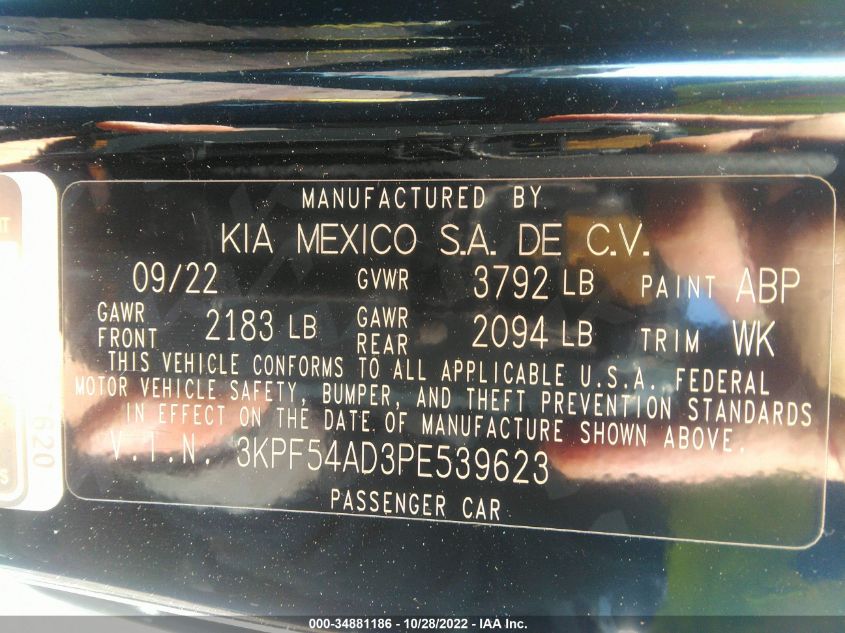 MANUFACTURED BY
KIA MEXICO S.A. DE C.V.
09/22 GVWR 3792 LB PAINT ABP
GAWR FRONT 2183 LB GAWR REAR 2094 LB TRIM WK
THIS VEHICLE CONFORMS TO ALL APPLICABLE U.S.A. FEDERAL
MOTOR VEHICLE SAFETY, BUMPER, AND THEFT PREVENTION STANDARDS
IN EFFECT ON THE DATE OF MANUFACTURE SHOWN ABOVE.
V.I.N. 3KPF54AD3PE539623
PASSENGER CAR
000-34881186 - 10/28/2022 - IAA Inc.